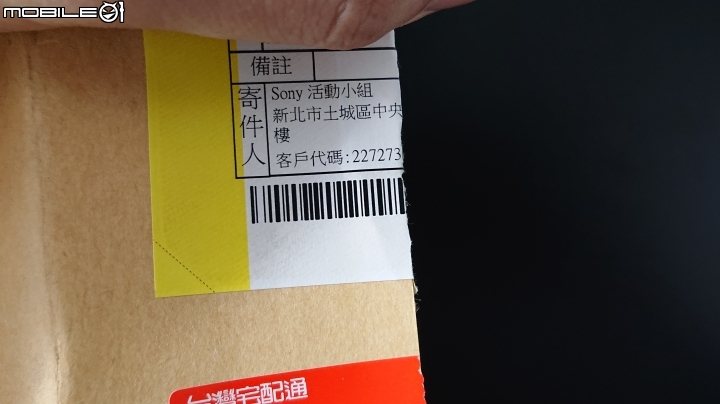 MOBILE01
備註
寄件人
Sony 活動小組
新北市土城區中央
樓
客戶代碼:227273
台灣宅配通